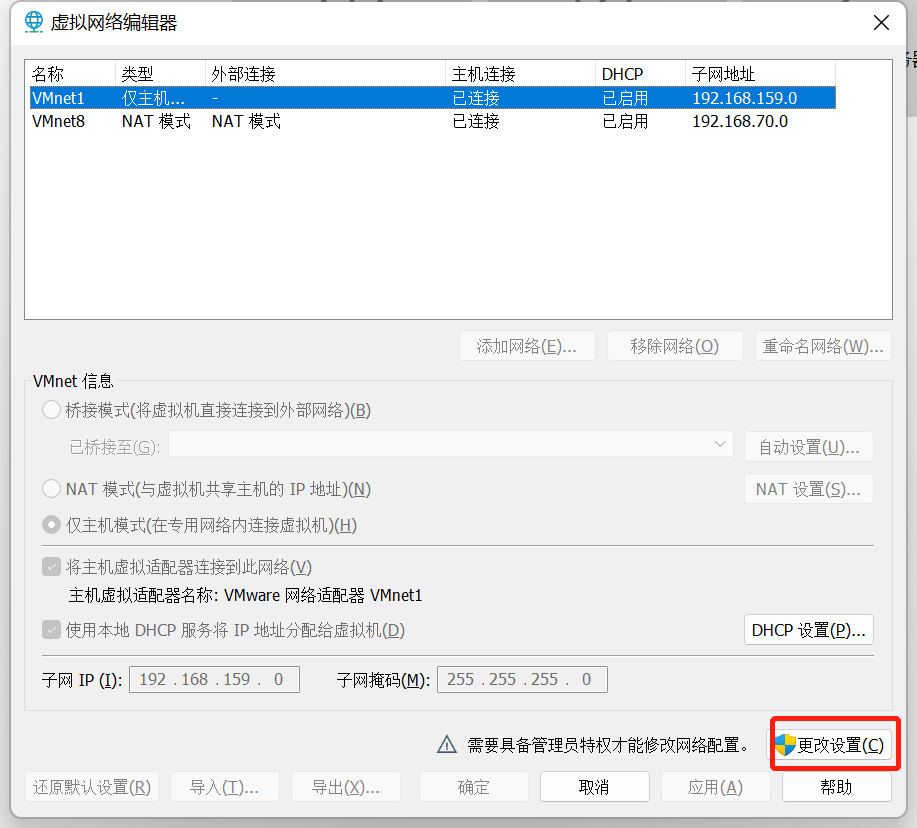 虚拟网络编辑器
名称 类型 外部连接 主机连接 DHCP 子网地址
VMnet1 仅主机... - 已连接 已启用 192.168.159.0
VMnet8 NAT 模式 NAT 模式 已连接 已启用 192.168.70.0
添加网络(E)... 移除网络(O) 重命名网络(W)...
VMnet 信息
桥接模式(将虚拟机直接连接到外部网络)(B)
已桥接至(G): 自动设置(U)...
NAT 模式(与虚拟机共享主机的 IP 地址)(N) NAT 设置(S)...
仅主机模式(在专用网络内连接虚拟机)(H)
将主机虚拟适配器连接到此网络(V)
主机虚拟适配器名称: VMware 网络适配器 VMnet1
使用本地 DHCP 服务将 IP 地址分配给虚拟机(D) DHCP 设置(P)...
子网 IP (I): 192 . 168 . 159 . 0 子网掩码(M): 255 . 255 . 255 . 0
需要具备管理员特权才能修改网络配置。 更改设置(C)
还原默认设置(R) 导入(T)... 导出(X)... 确定 取消 应用(A) 帮助